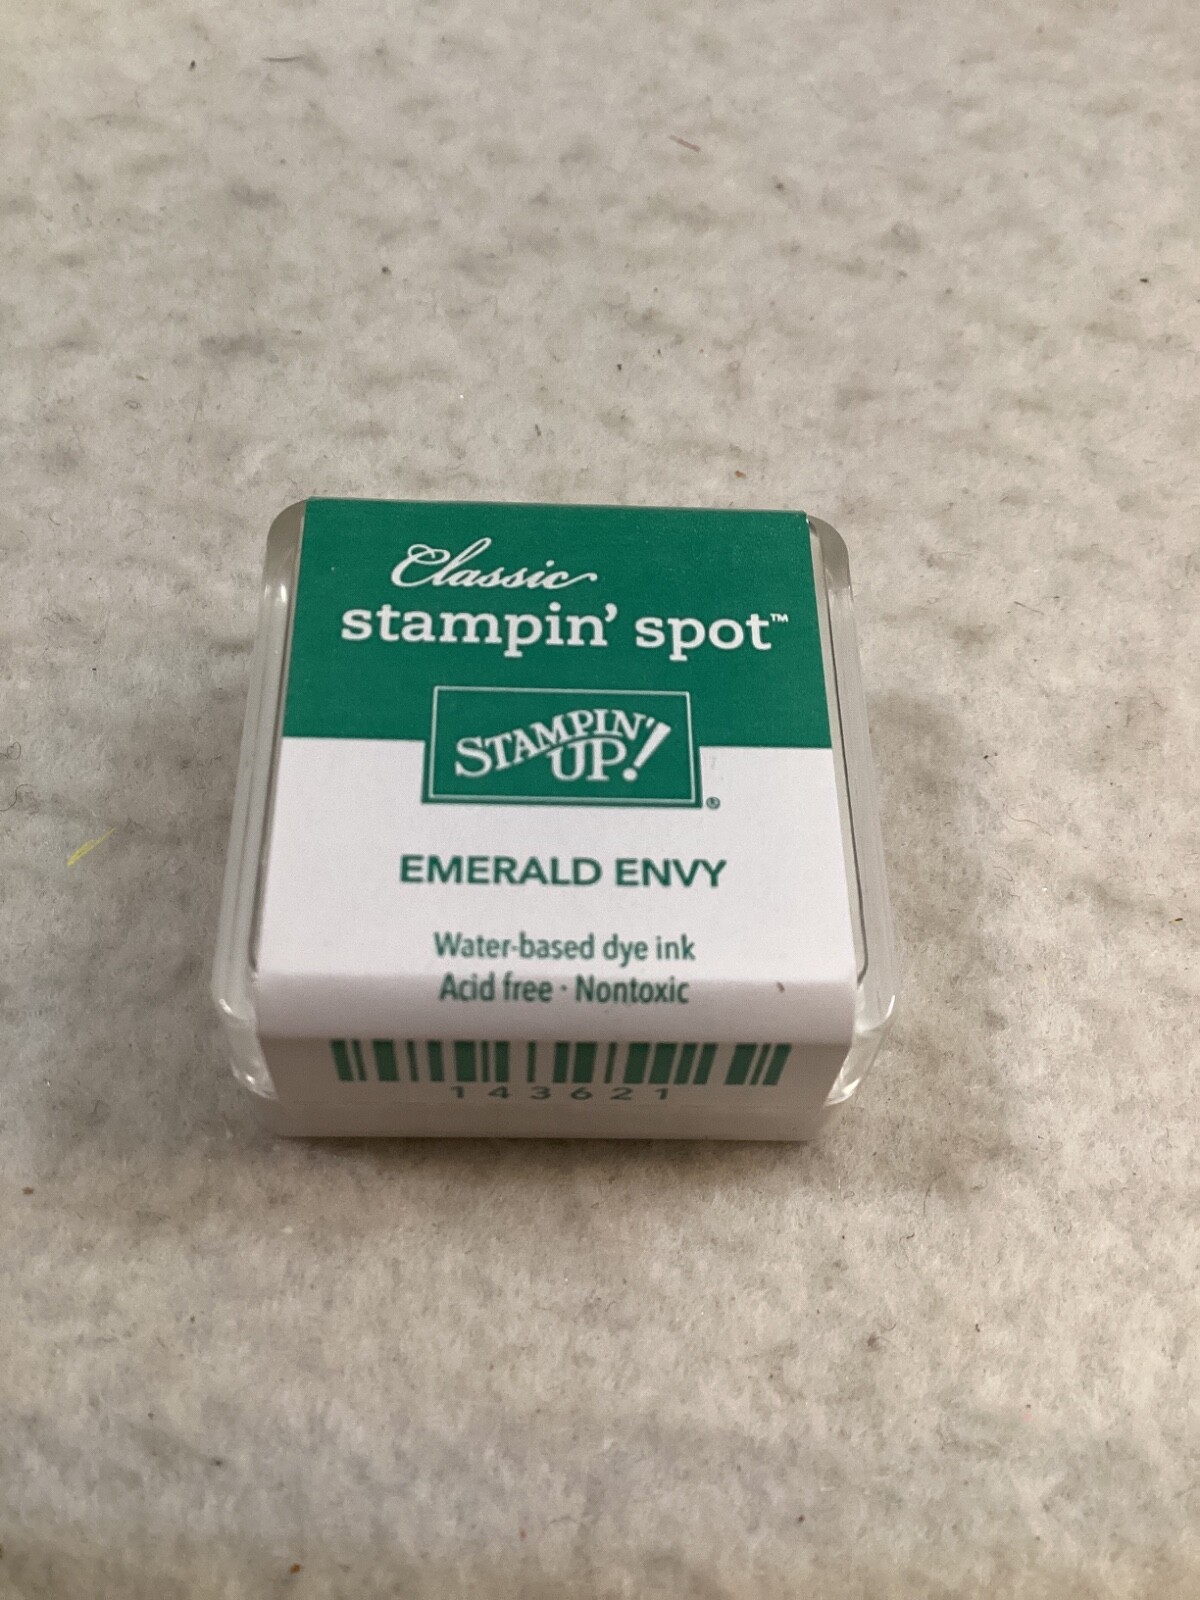 Classic
stampin' spot™
STAMPIN'
UP!
®
EMERALD ENVY
Water-based dye ink
Acid free · Nontoxic
143621